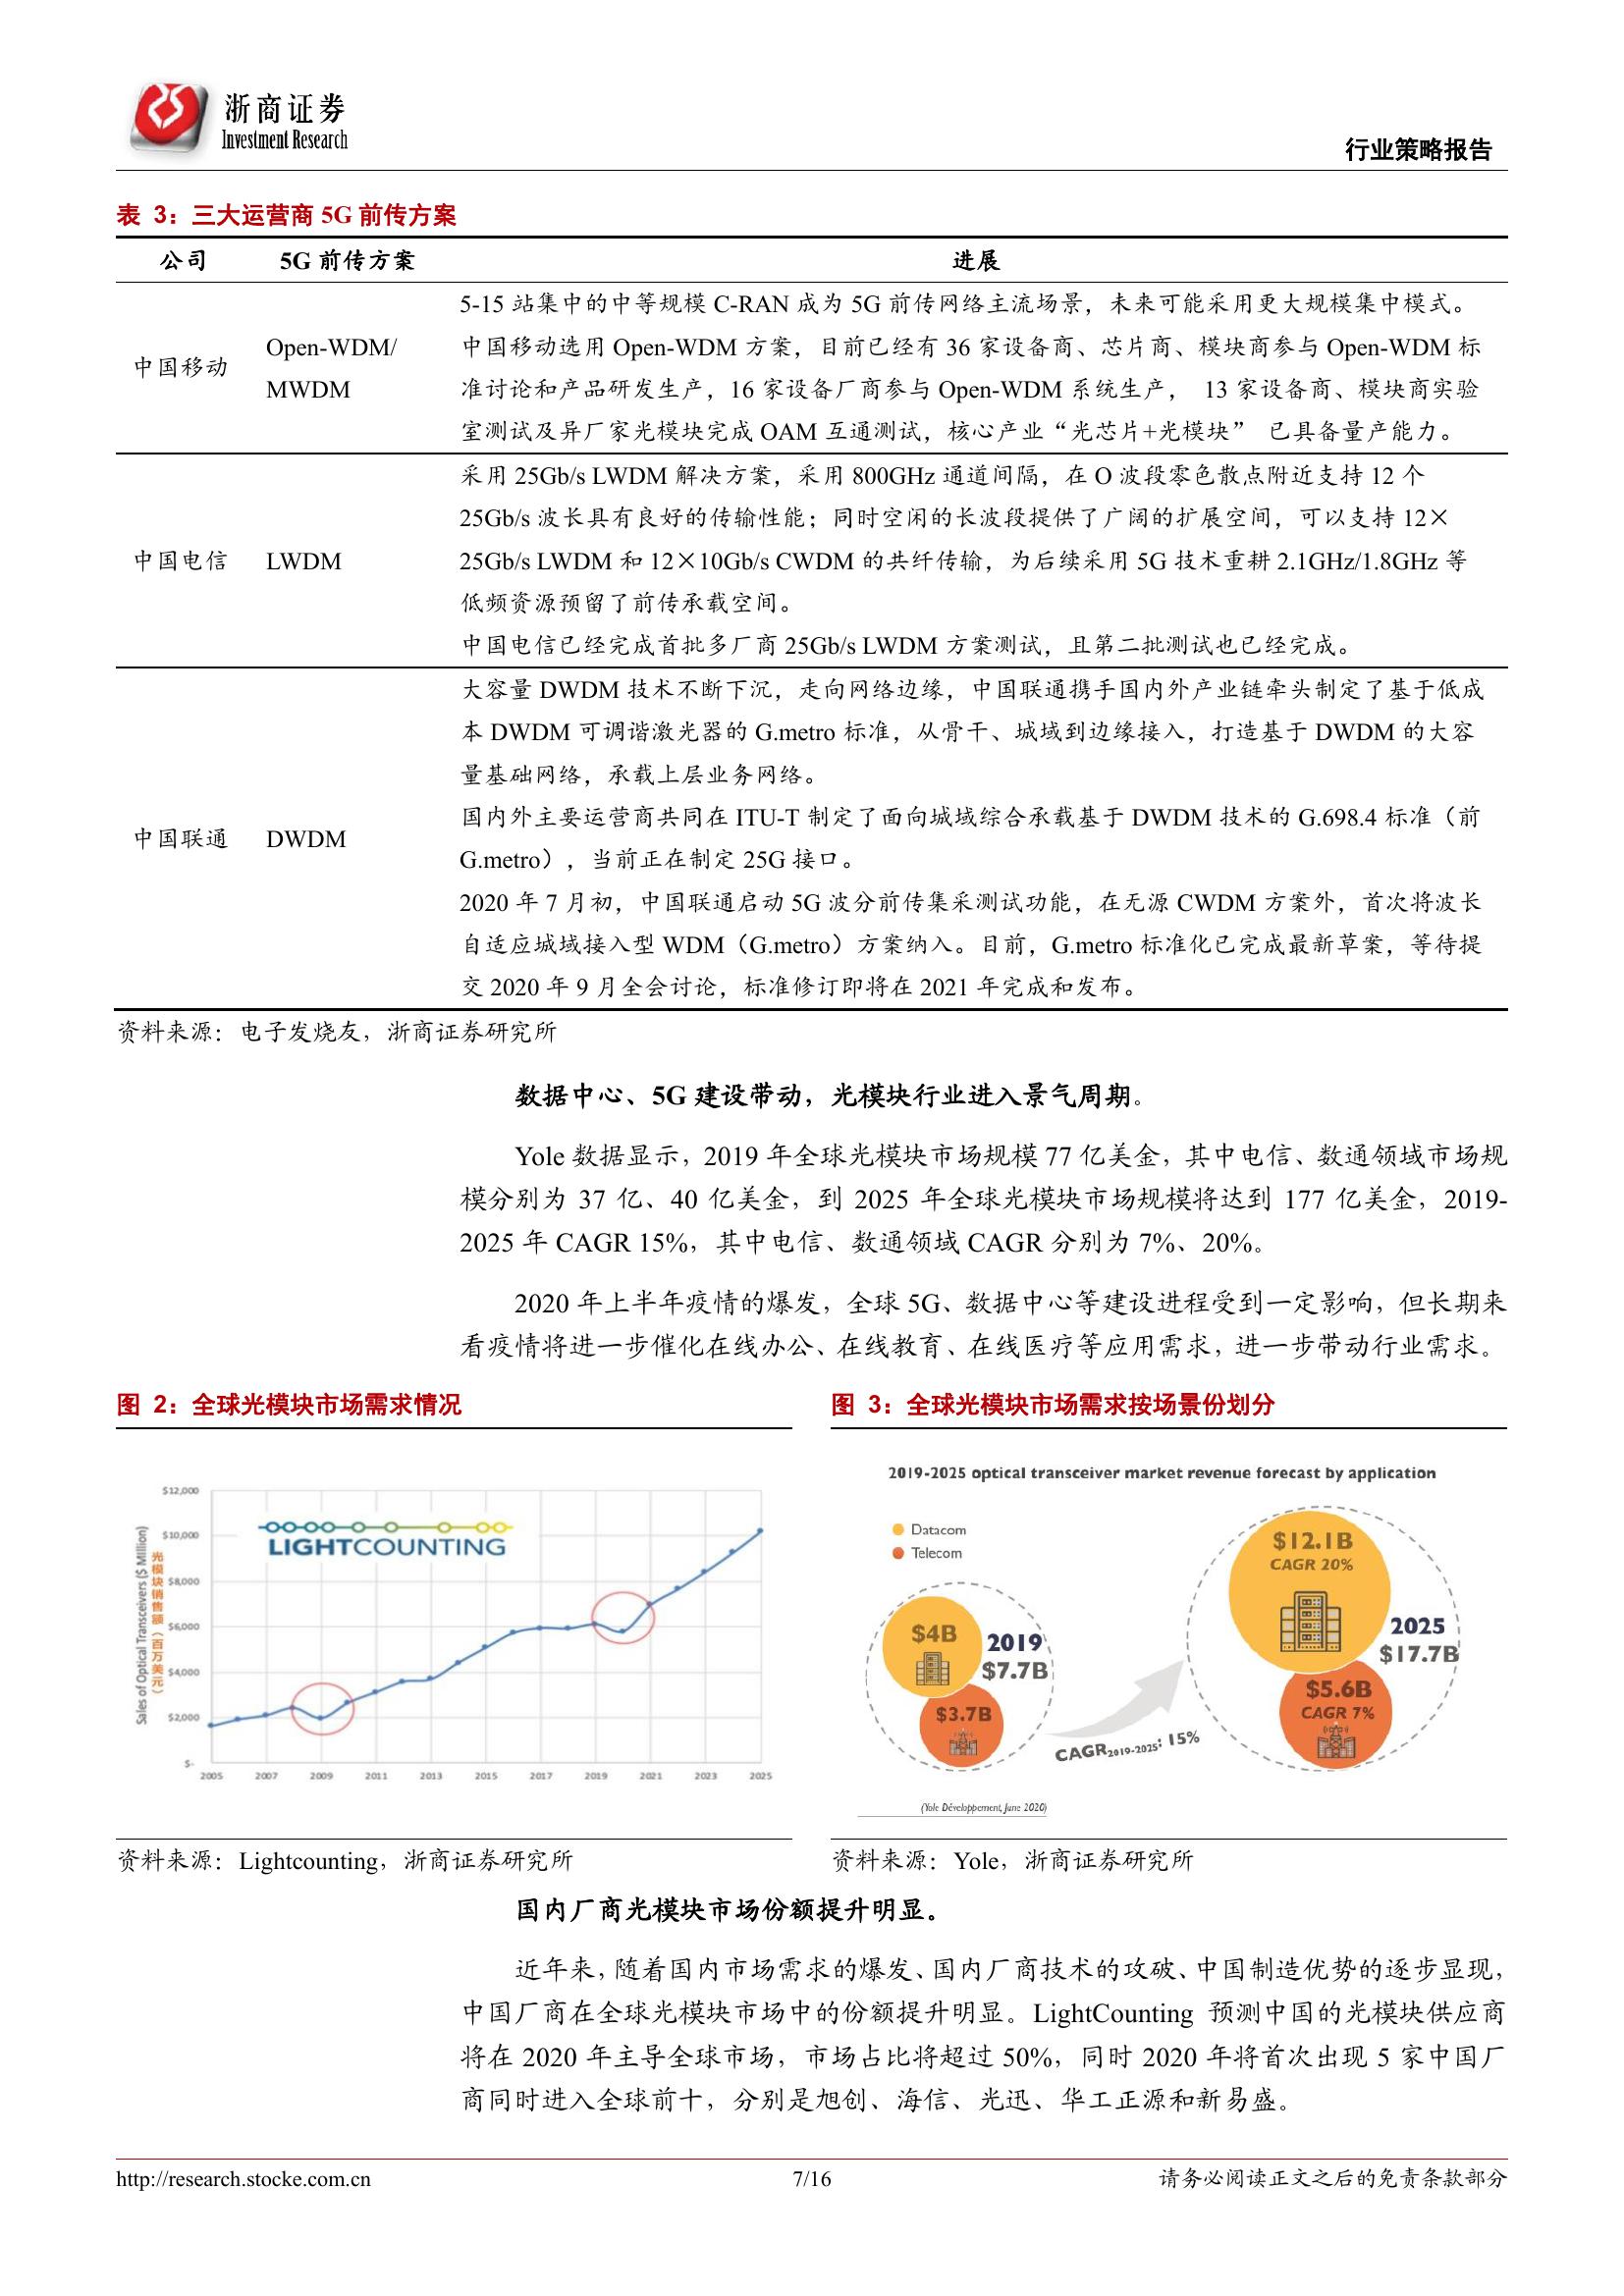 浙商证券
Investment Research
行业策略报告
表 3：三大运营商 5G 前传方案
公司 5G 前传方案 进展
5-15 站集中的中等规模 C-RAN 成为 5G 前传网络主流场景，未来可能采用更大规模集中模式。
中国移动
Open-WDM/
MWDM
中国移动选用 Open-WDM 方案，目前已经有 36 家设备商、芯片商、模块商参与 Open-WDM 标
准讨论和产品研发生产，16 家设备厂商参与 Open-WDM 系统生产， 13 家设备商、模块商实验
室测试及异厂家光模块完成 OAM 互通测试，核心产业“光芯片+光模块” 已具备量产能力。
中国电信 LWDM
采用 25Gb/s LWDM 解决方案，采用 800GHz 通道间隔，在 O 波段零色散点附近支持 12 个
25Gb/s 波长具有良好的传输性能；同时空闲的长波段提供了广阔的扩展空间，可以支持 12×
25Gb/s LWDM 和 12×10Gb/s CWDM 的共纤传输，为后续采用 5G 技术重耕 2.1GHz/1.8GHz 等
低频资源预留了前传承载空间。
中国电信已经完成首批多厂商 25Gb/s LWDM 方案测试，且第二批测试也已经完成。
中国联通 DWDM
大容量 DWDM 技术不断下沉，走向网络边缘，中国联通携手国内外产业链牵头制定了基于低成
本 DWDM 可调谐激光器的 G.metro 标准，从骨干、城域到边缘接入，打造基于 DWDM 的大容
量基础网络，承载上层业务网络。
国内外主要运营商共同在 ITU-T 制定了面向城域综合承载基于 DWDM 技术的 G.698.4 标准（前
G.metro），当前正在制定 25G 接口。
2020 年 7 月初，中国联通启动 5G 波分前传集采测试功能，在无源 CWDM 方案外，首次将波长
自适应城域接入型 WDM（G.metro）方案纳入。目前，G.metro 标准化已完成最新草案，等待提
交 2020 年 9 月全会讨论，标准修订即将在 2021 年完成和发布。
资料来源：电子发烧友，浙商证券研究所
数据中心、5G 建设带动，光模块行业进入景气周期。
Yole 数据显示，2019 年全球光模块市场规模 77 亿美金，其中电信、数通领域市场规
模分别为 37 亿、40 亿美金，到 2025 年全球光模块市场规模将达到 177 亿美金，2019-
2025 年 CAGR 15%，其中电信、数通领域 CAGR 分别为 7%、20%。
2020 年上半年疫情的爆发，全球 5G、数据中心等建设进程受到一定影响，但长期来
看疫情将进一步催化在线办公、在线教育、在线医疗等应用需求，进一步带动行业需求。
图 2：全球光模块市场需求情况
Sales of Optical Transceivers ($ Million)
光模块销售额（百万美元）
$12,000
$10,000
$8,000
$6,000
$4,000
$2,000
$-
LIGHTCOUNTING
2005 2007 2009 2011 2013 2015 2017 2019 2021 2023 2025
资料来源：Lightcounting，浙商证券研究所
图 3：全球光模块市场需求按场景份划分
2019-2025 optical transceiver market revenue forecast by application
Datacom
Telecom
$4B
2019
$7.7B
$3.7B
CAGR2019-2025: 15%
$12.1B
CAGR 20%
2025
$17.7B
$5.6B
CAGR 7%
(Yole Développement, June 2020)
资料来源：Yole，浙商证券研究所
国内厂商光模块市场份额提升明显。
近年来，随着国内市场需求的爆发、国内厂商技术的攻破、中国制造优势的逐步显现，
中国厂商在全球光模块市场中的份额提升明显。LightCounting 预测中国的光模块供应商
将在 2020 年主导全球市场，市场占比将超过 50%，同时 2020 年将首次出现 5 家中国厂
商同时进入全球前十，分别是旭创、海信、光迅、华工正源和新易盛。
http://research.stocke.com.cn 7/16 请务必阅读正文之后的免责条款部分